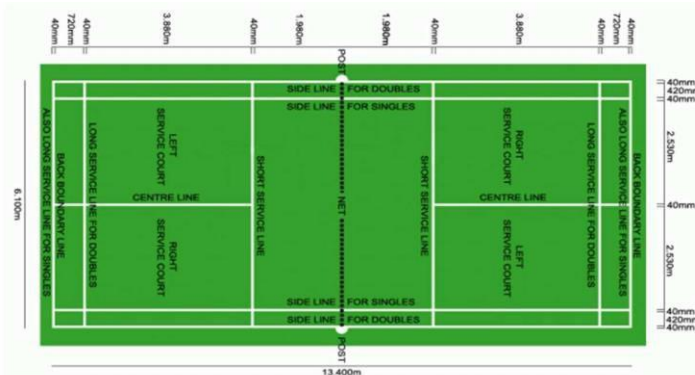 40mm
720mm
40mm
3.880m
40mm
1.980m
1.980m
40mm
3.880m
40mm
720mm
40mm
POST
SIDE LINE FOR DOUBLES
SIDE LINE FOR SINGLES
40mm
420mm
40mm
2.530m
40mm
2.530m
40mm
420mm
40mm
6.100m
ALSO LONG SERVICE LINE FOR SINGLES
BACK BOUNDARY LINE
LONG SERVICE LINE FOR DOUBLES
LEFT
SERVICE COURT
RIGHT
SERVICE COURT
CENTRE LINE
SHORT SERVICE LINE
NET
SHORT SERVICE LINE
RIGHT
SERVICE COURT
LEFT
SERVICE COURT
CENTRE LINE
LONG SERVICE LINE FOR DOUBLES
ALSO LONG SERVICE LINE FOR SINGLES
BACK BOUNDARY LINE
SIDE LINE FOR SINGLES
SIDE LINE FOR DOUBLES
POST
13.400m